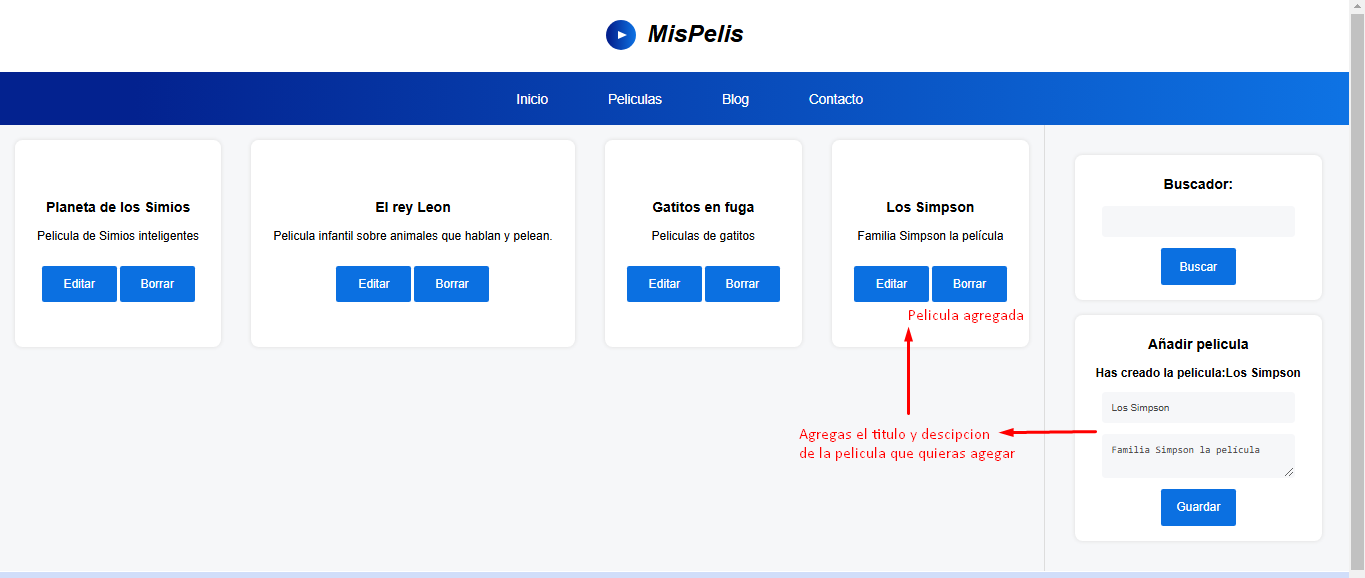 MisPelis
Inicio Peliculas Blog Contacto
Planeta de los Simios
Pelicula de Simios inteligentes
Editar Borrar
El rey Leon
Pelicula infantil sobre animales que hablan y pelean.
Editar Borrar
Gatitos en fuga
Peliculas de gatitos
Editar Borrar
Los Simpson
Familia Simpson la película
Editar Borrar
Pelicula agregada
Agregas el titulo y descipcion
de la pelicula que quieras agegar
Buscador:
Buscar
Añadir pelicula
Has creado la pelicula:Los Simpson
Los Simpson
Familia Simpson la película
Guardar